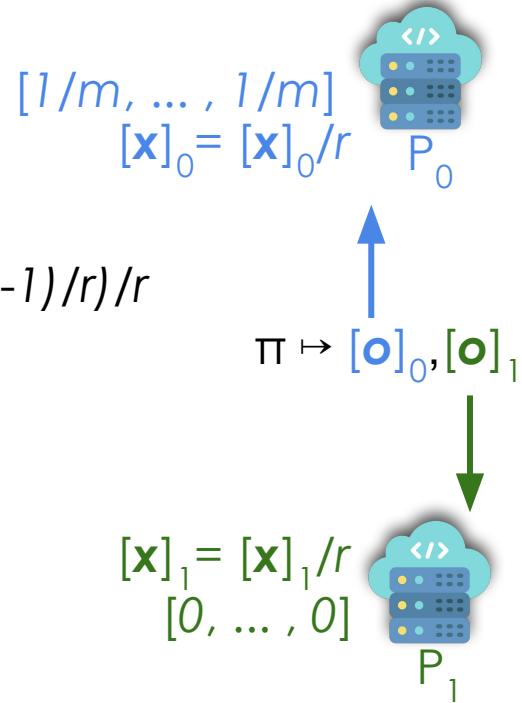 </>
[1/m, ... , 1/m]
[x]₀= [x]₀/r
P₀
-1)/r)/r
π ↦ [o]₀,[o]₁
</>
[x]₁= [x]₁/r
[0, ... , 0]
P₁